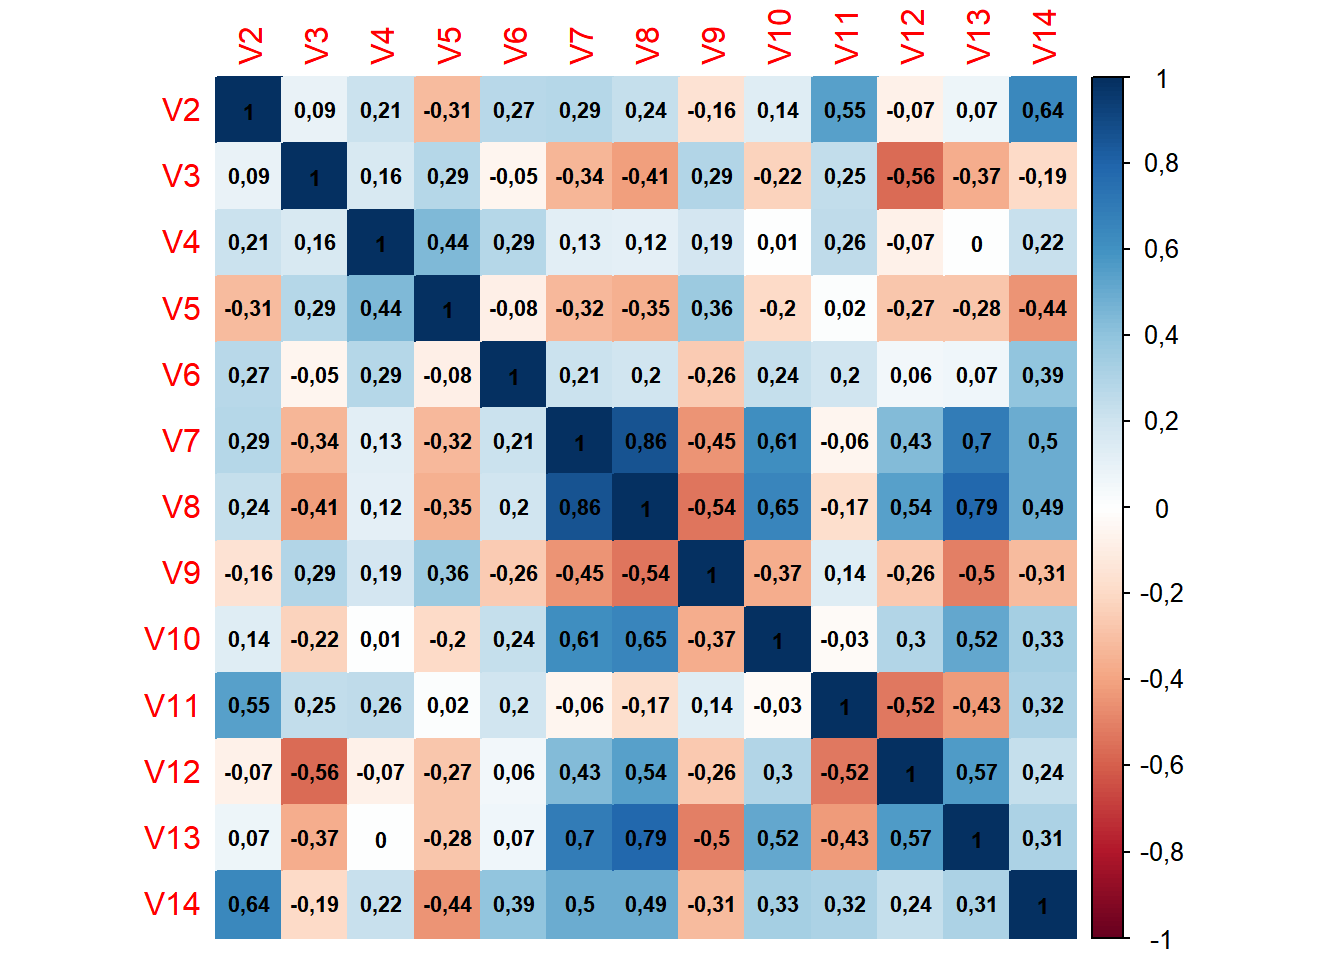 V2 V3 V4 V5 V6 V7 V8 V9 V10 V11 V12 V13 V14
V2 1 0,09 0,21 -0,31 0,27 0,29 0,24 -0,16 0,14 0,55 -0,07 0,07 0,64
V3 0,09 1 0,16 0,29 -0,05 -0,34 -0,41 0,29 -0,22 0,25 -0,56 -0,37 -0,19
V4 0,21 0,16 1 0,44 0,29 0,13 0,12 0,19 0,01 0,26 -0,07 0 0,22
V5 -0,31 0,29 0,44 1 -0,08 -0,32 -0,35 0,36 -0,2 0,02 -0,27 -0,28 -0,44
V6 0,27 -0,05 0,29 -0,08 1 0,21 0,2 -0,26 0,24 0,2 0,06 0,07 0,39
V7 0,29 -0,34 0,13 -0,32 0,21 1 0,86 -0,45 0,61 -0,06 0,43 0,7 0,5
V8 0,24 -0,41 0,12 -0,35 0,2 0,86 1 -0,54 0,65 -0,17 0,54 0,79 0,49
V9 -0,16 0,29 0,19 0,36 -0,26 -0,45 -0,54 1 -0,37 0,14 -0,26 -0,5 -0,31
V10 0,14 -0,22 0,01 -0,2 0,24 0,61 0,65 -0,37 1 -0,03 0,3 0,52 0,33
V11 0,55 0,25 0,26 0,02 0,2 -0,06 -0,17 0,14 -0,03 1 -0,52 -0,43 0,32
V12 -0,07 -0,56 -0,07 -0,27 0,06 0,43 0,54 -0,26 0,3 -0,52 1 0,57 0,24
V13 0,07 -0,37 0 -0,28 0,07 0,7 0,79 -0,5 0,52 -0,43 0,57 1 0,31
V14 0,64 -0,19 0,22 -0,44 0,39 0,5 0,49 -0,31 0,33 0,32 0,24 0,31 1
1
0,8
0,6
0,4
0,2
0
-0,2
-0,4
-0,6
-0,8
-1